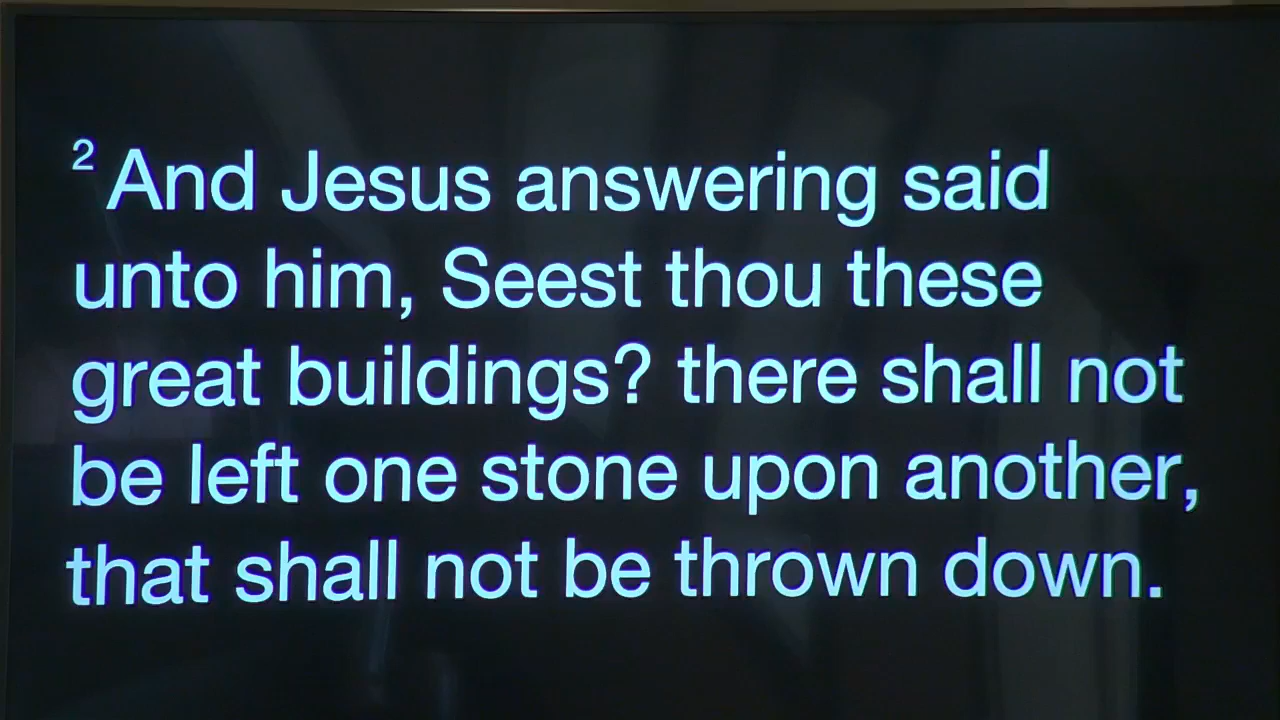 2 And Jesus answering said
unto him, Seest thou these
great buildings? there shall not
be left one stone upon another,
that shall not be thrown down.